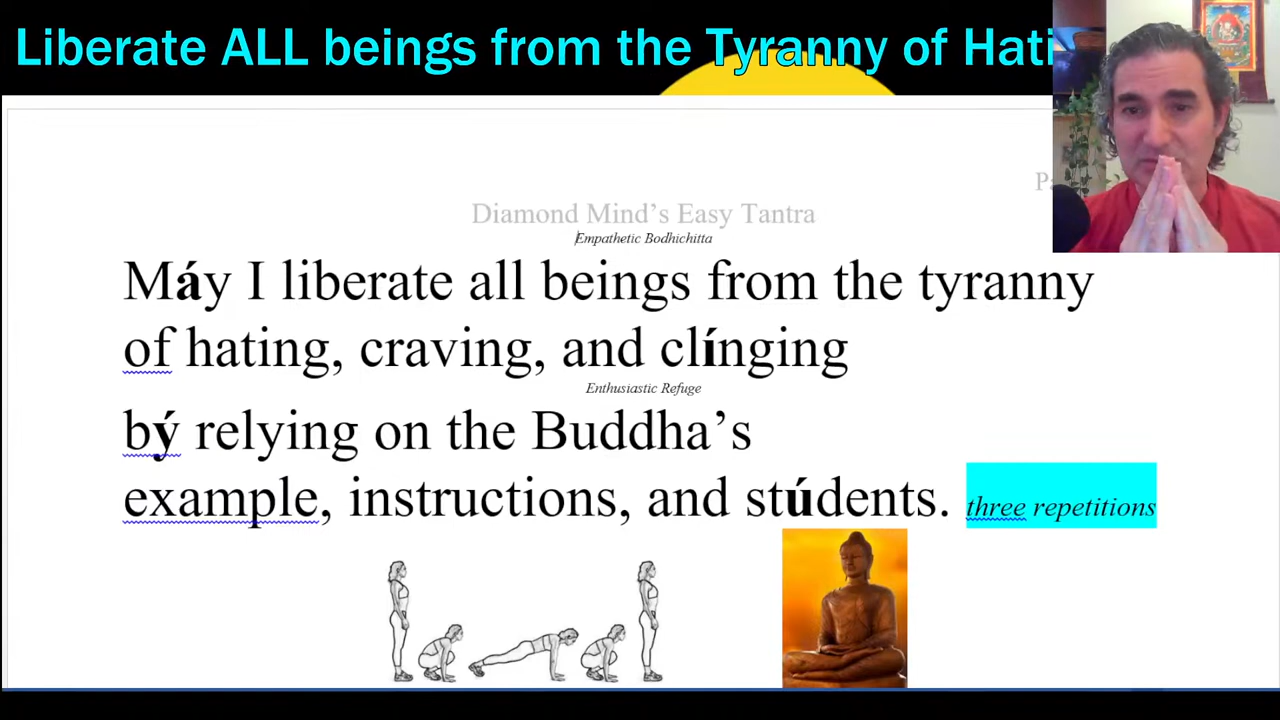 Liberate ALL beings from the Tyranny of Hati
Diamond Mind’s Easy Tantra
Empathetic Bodhichitta
Máy I liberate all beings from the tyranny
of hating, craving, and clínging
Enthusiastic Refuge
bý relying on the Buddha’s
example, instructions, and stúdents. three repetitions